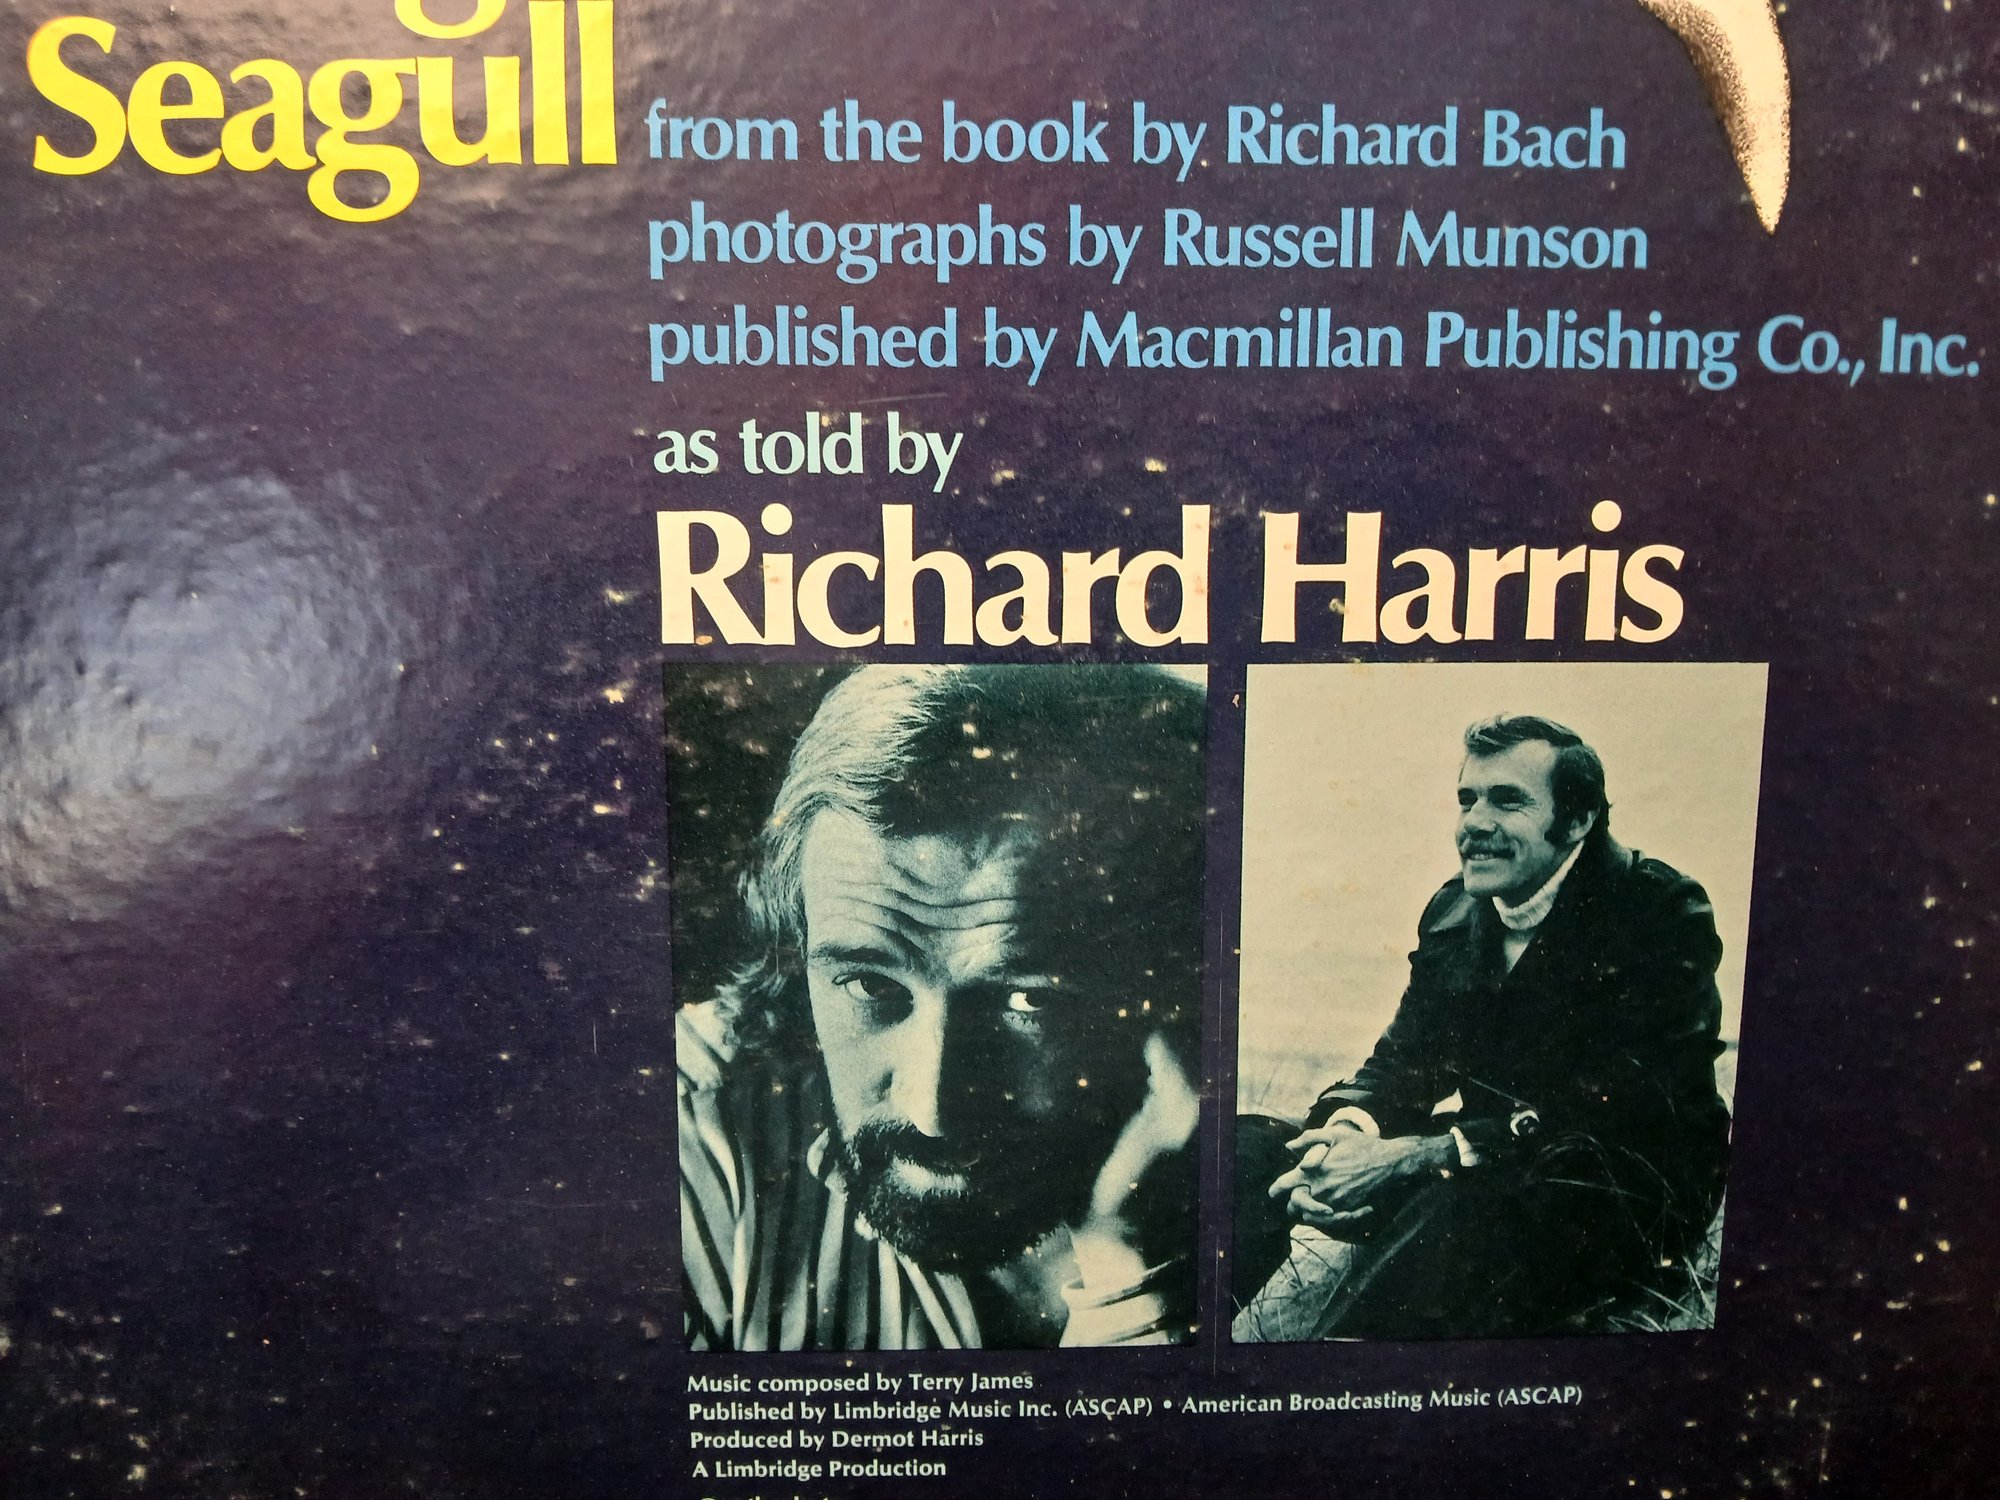 Seagull
from the book by Richard Bach
photographs by Russell Munson
published by Macmillan Publishing Co., Inc.
as told by
Richard Harris
Music composed by Terry James
Published by Limbridge Music Inc. (ASCAP) • American Broadcasting Music (ASCAP)
Produced by Dermot Harris
A Limbridge Production